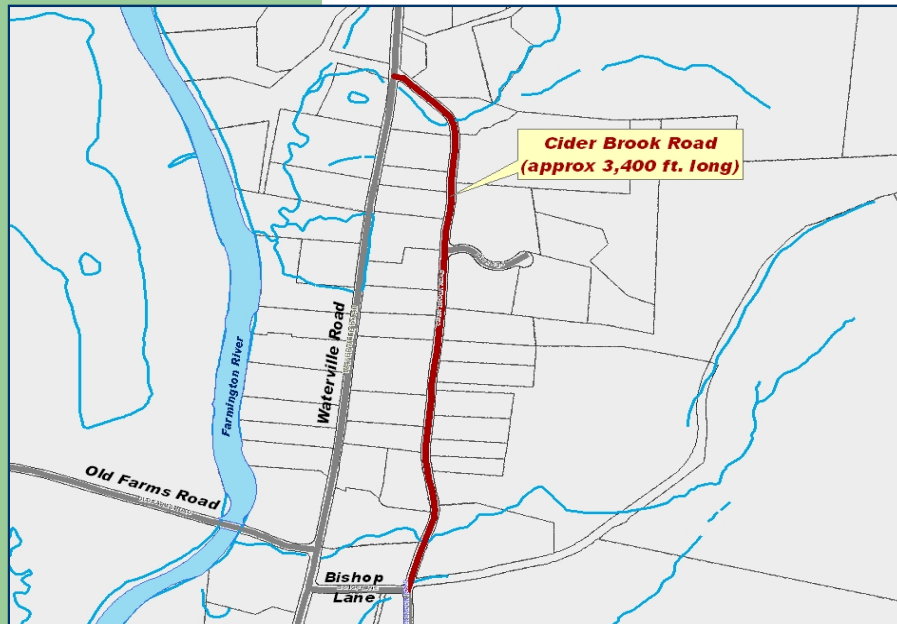 Cider Brook Road
(approx 3,400 ft. long)
Waterville Road
Farmington River
Old Farms Road
Bishop
Lane